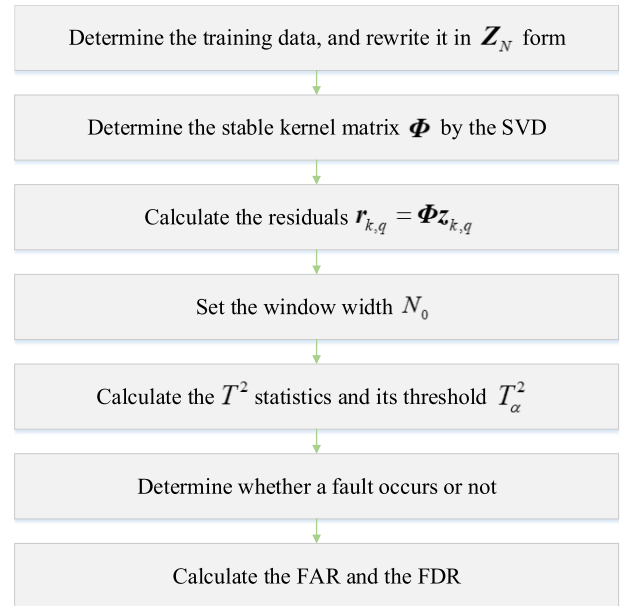 Determine the training data, and rewrite it in Z_N form
Determine the stable kernel matrix Φ by the SVD
Calculate the residuals r_{k,q} = Φz_{k,q}
Set the window width N_0
Calculate the T^2 statistics and its threshold T_α^2
Determine whether a fault occurs or not
Calculate the FAR and the FDR